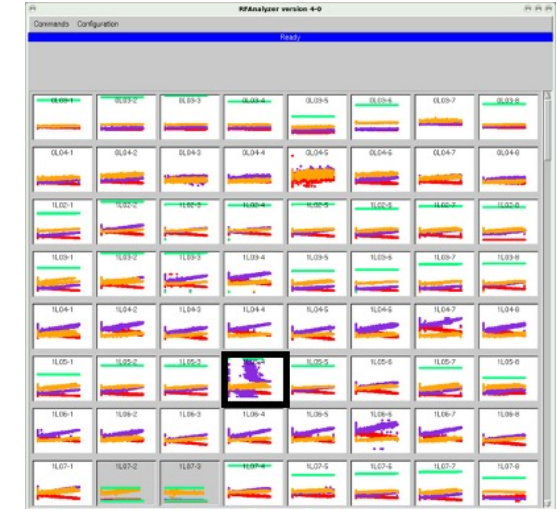 RFAnalyzer version 4-0
Commands Configuration
Ready
0L03-1 0L03-2 0L03-3 0L03-4 0L03-5 0L03-6 0L03-7 0L03-8
0L04-1 0L04-2 0L04-3 0L04-4 0L04-5 0L04-6 0L04-7 0L04-8
1L02-1 1L02-2 1L02-3 1L02-4 1L02-5 1L02-6 1L02-7 1L02-8
1L03-1 1L03-2 1L03-3 1L03-4 1L03-5 1L03-6 1L03-7 1L03-8
1L04-1 1L04-2 1L04-3 1L04-4 1L04-5 1L04-6 1L04-7 1L04-8
1L05-1 1L05-2 1L05-3 1L05-5 1L05-6 1L05-7 1L05-8
1L06-1 1L06-2 1L06-3 1L06-4 1L06-5 1L06-6 1L06-7 1L06-8
1L07-1 1L07-2 1L07-3 1L07-4 1L07-5 1L07-6 1L07-7 1L07-8